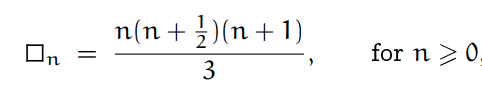 □ₙ = n(n + 1/2)(n + 1) / 3, for n ⩾ 0,